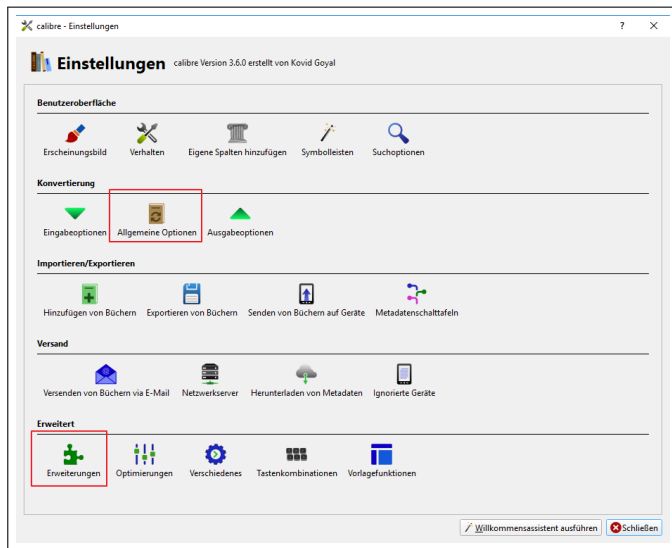 calibre - Einstellungen
Einstellungen calibre Version 3.6.0 erstellt von Kovid Goyal
Benutzeroberfläche
Erscheinungsbild Verhalten Eigene Spalten hinzufügen Symbolleisten Suchoptionen
Konvertierung
Eingabeoptionen Allgemeine Optionen Ausgabeoptionen
Importieren/Exportieren
Hinzufügen von Büchern Exportieren von Büchern Senden von Büchern auf Geräte Metadatenschalttafeln
Versand
Versenden von Büchern via E-Mail Netzwerkserver Herunterladen von Metadaten Ignorierte Geräte
Erweitert
Erweiterungen Optimierungen Verschiedenes Tastenkombinationen Vorlagefunktionen
Willkommensassistent ausführen Schließen